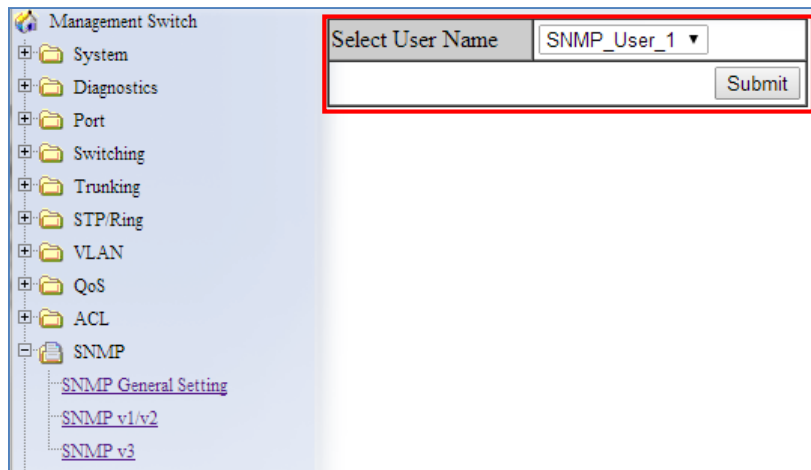 Management Switch
System
Diagnostics
Port
Switching
Trunking
STP/Ring
VLAN
QoS
ACL
SNMP
SNMP General Setting
SNMP v1/v2
SNMP v3
Select User Name SNMP_User_1
Submit